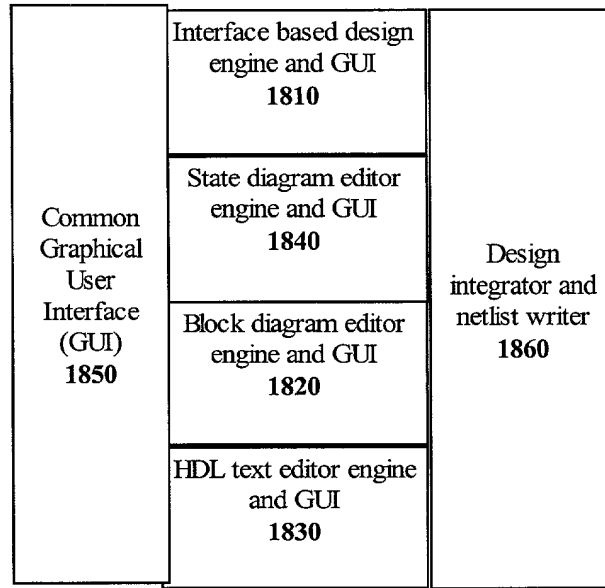 Common
Graphical
User
Interface
(GUI)
1850
Interface based design
engine and GUI
1810
State diagram editor
engine and GUI
1840
Block diagram editor
engine and GUI
1820
HDL text editor engine
and GUI
1830
Design
integrator and
netlist writer
1860